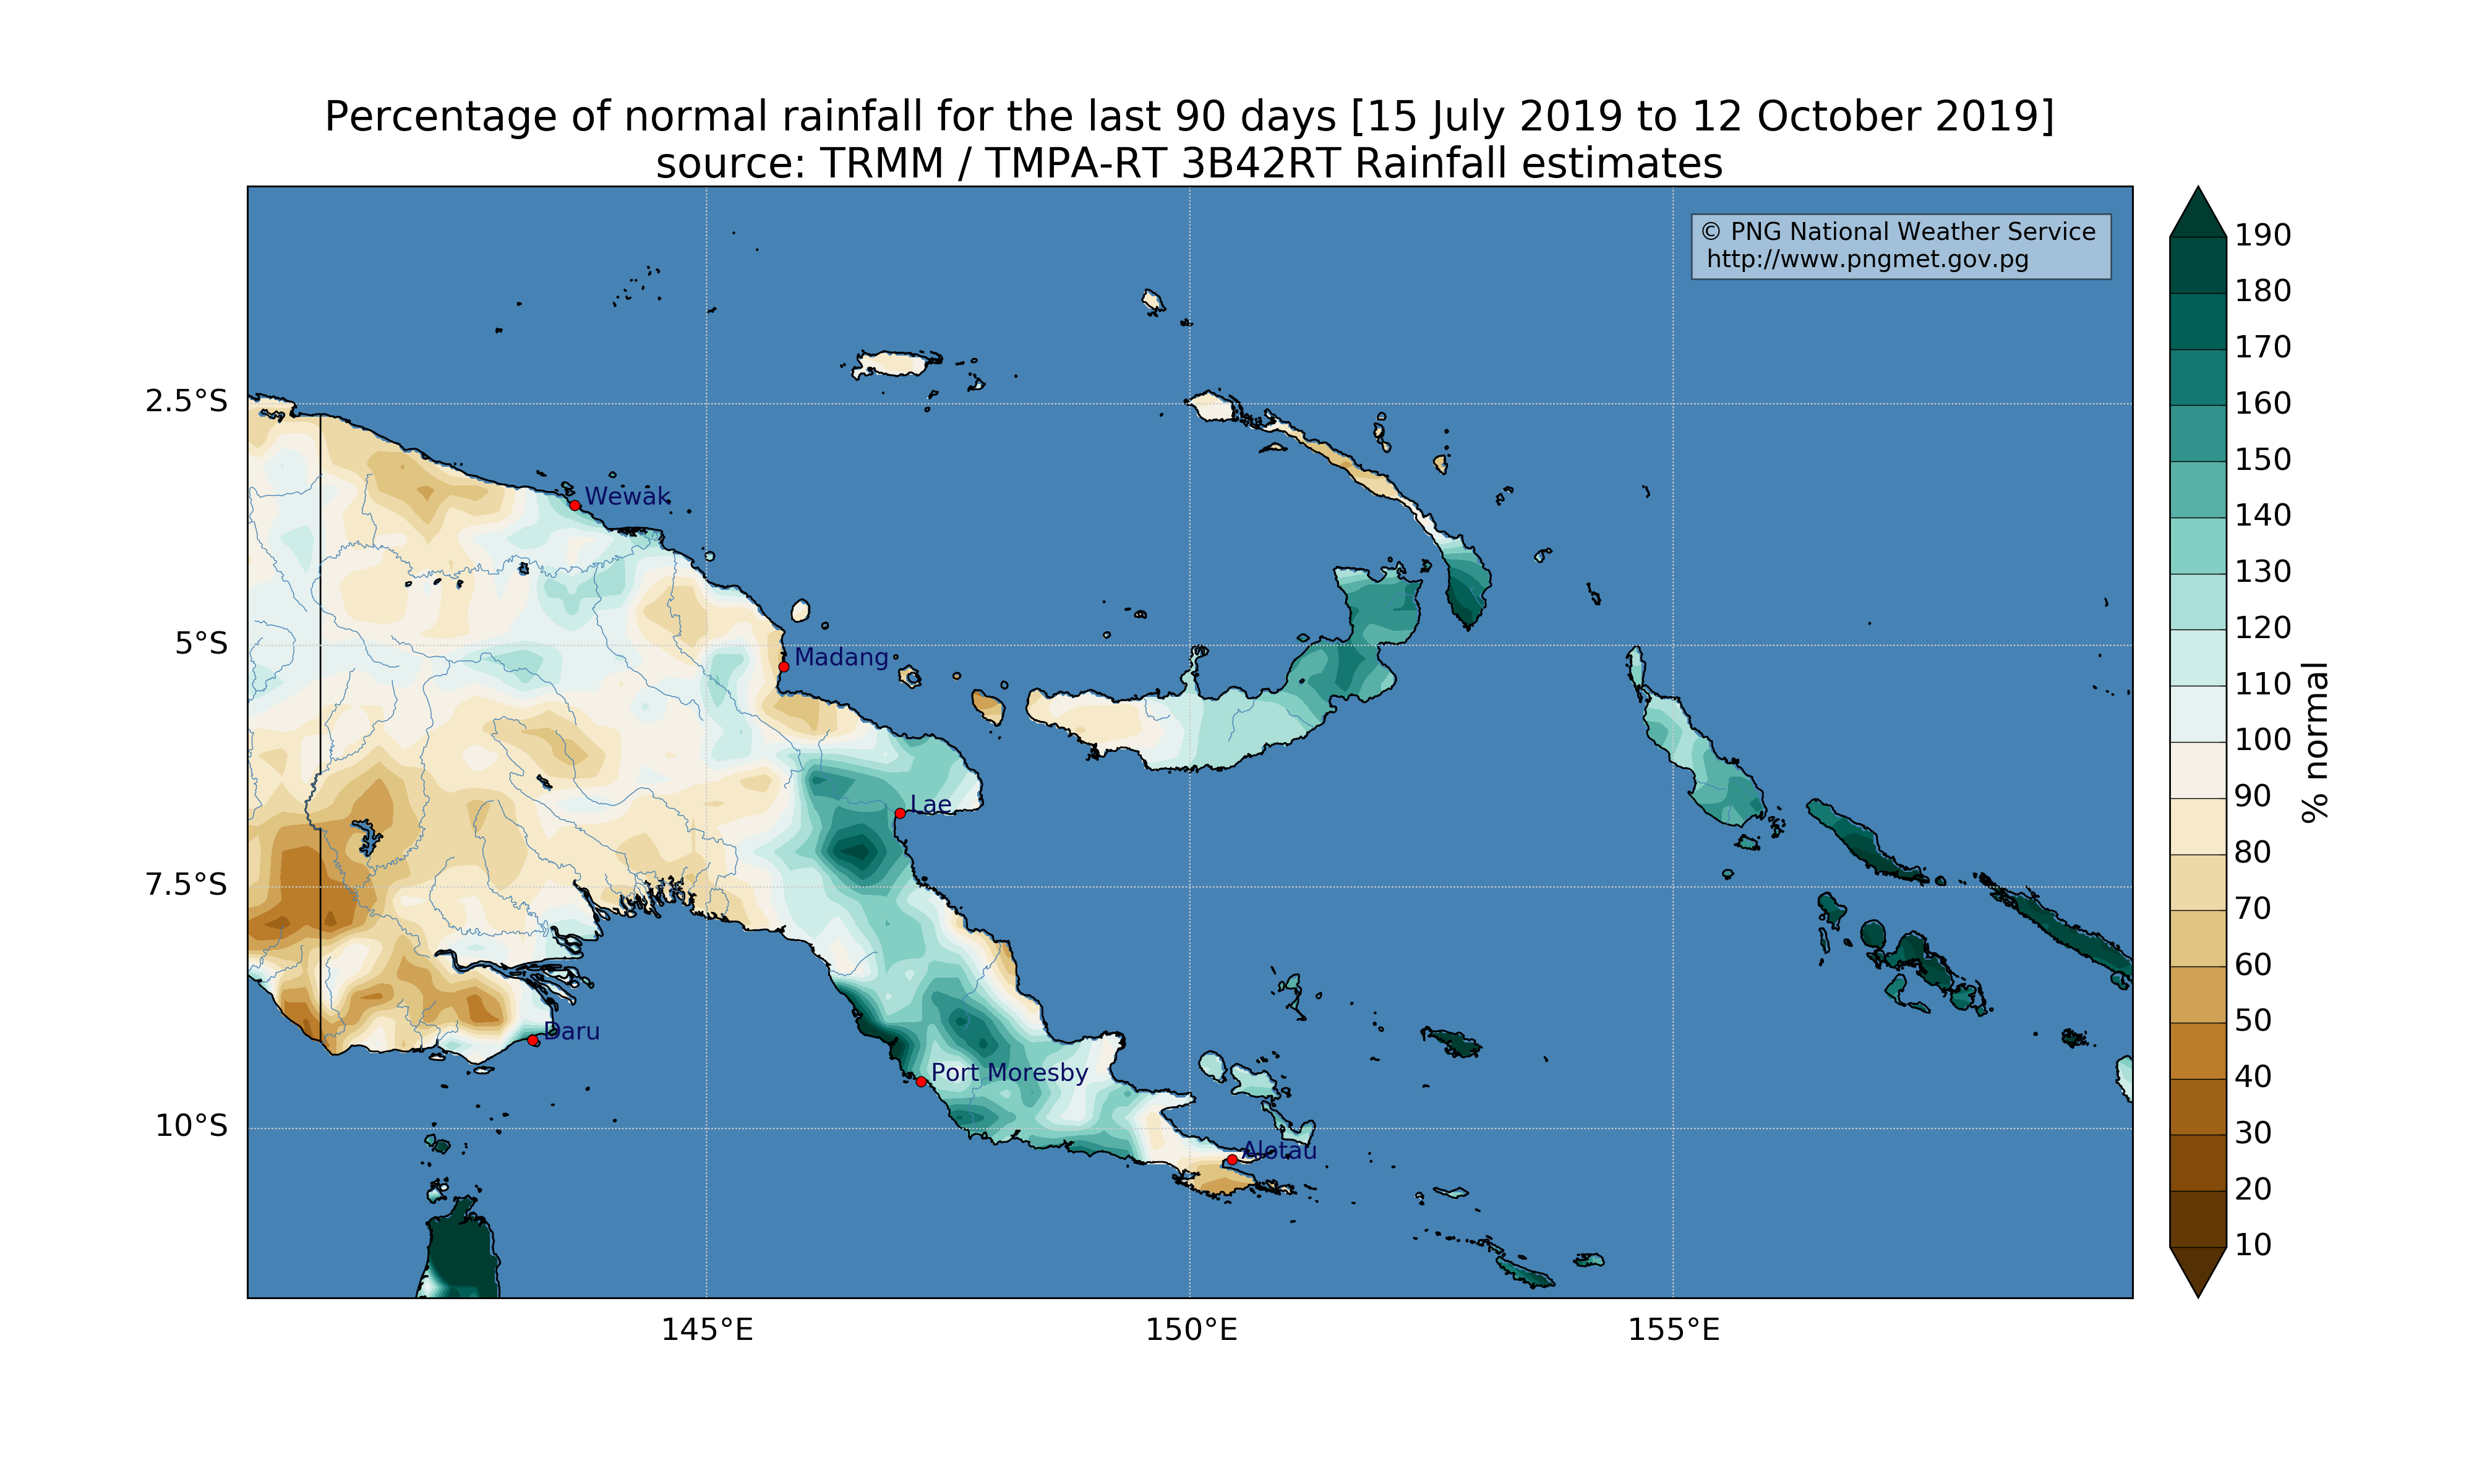 Percentage of normal rainfall for the last 90 days [15 July 2019 to 12 October 2019]
source: TRMM / TMPA-RT 3B42RT Rainfall estimates
© PNG National Weather Service
http://www.pngmet.gov.pg
2.5°S
5°S
7.5°S
10°S
Wewak
Madang
Lae
Daru
Port Moresby
Alotau
145°E
150°E
155°E
190
180
170
160
150
140
130
120
110
100
90
80
70
60
50
40
30
20
10
% normal